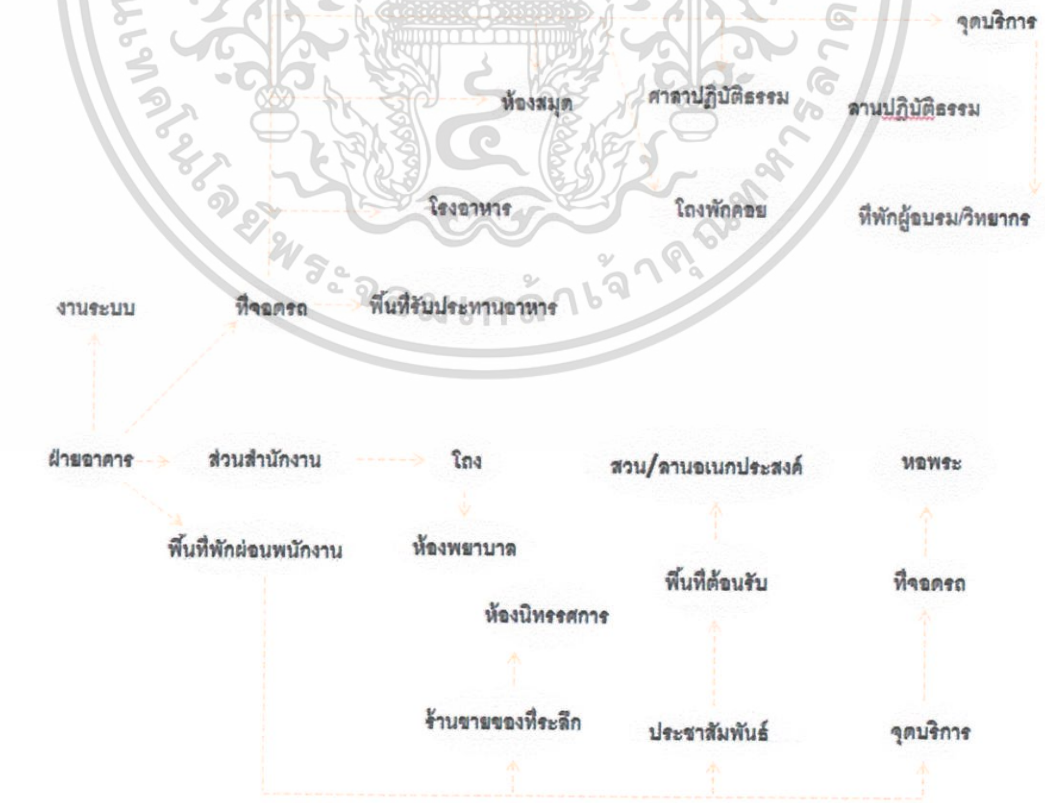 จุดบริการ
ห้องสมุด ศาลาปฏิบัติธรรม ลานปฏิบัติธรรม
โรงอาหาร โถงพักคอย ที่พักผู้อบรม/วิทยากร
งานระบบ ที่จอดรถ พื้นที่รับประทานอาหาร
ฝ่ายอาคาร ส่วนสำนักงาน โถง สวน/ลานอเนกประสงค์ หอพระ
พื้นที่พักผ่อนพนักงาน ห้องพยาบาล
พื้นที่ต้อนรับ ที่จอดรถ
ห้องนิทรรศการ
ร้านขายของที่ระลึก ประชาสัมพันธ์ จุดบริการ